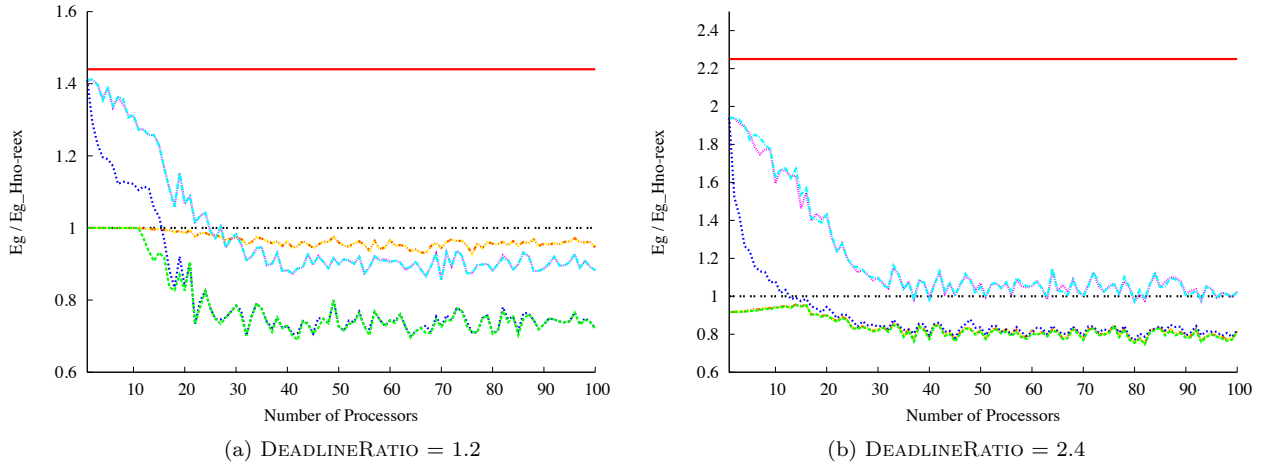 1.6
1.4
1.2
1
0.8
0.6
Eg / Eg_Hno-reex
10 20 30 40 50 60 70 80 90 100
Number of Processors
(a) DEADLINERATIO = 1.2
2.4
2.2
2
1.8
1.6
1.4
1.2
1
0.8
0.6
Eg / Eg_Hno-reex
10 20 30 40 50 60 70 80 90 100
Number of Processors
(b) DEADLINERATIO = 2.4